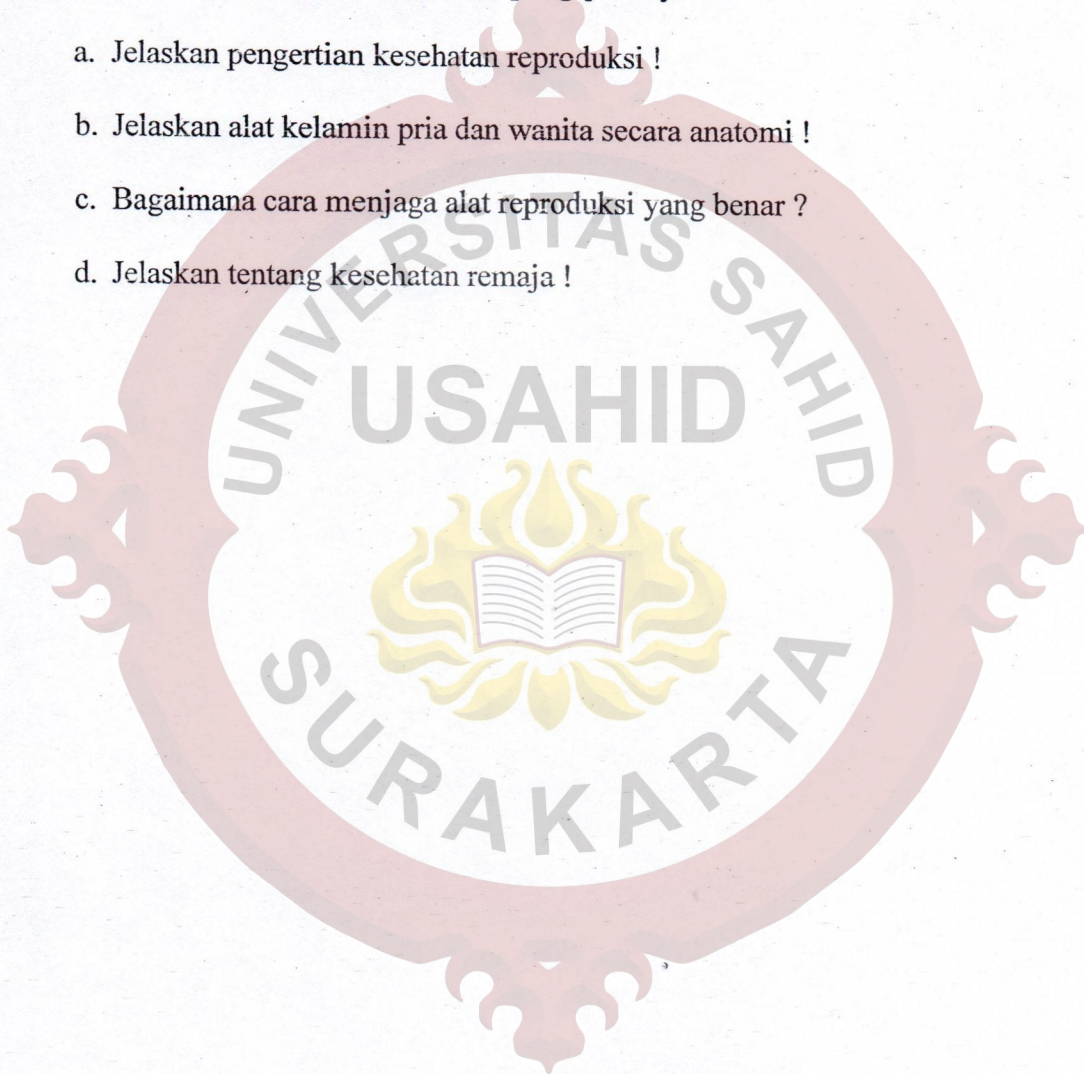 a. Jelaskan pengertian kesehatan reproduksi !
b. Jelaskan alat kelamin pria dan wanita secara anatomi !
c. Bagaimana cara menjaga alat reproduksi yang benar ?
d. Jelaskan tentang kesehatan remaja !
UNIVERSITAS SAHID
USAHID
SURAKARTA